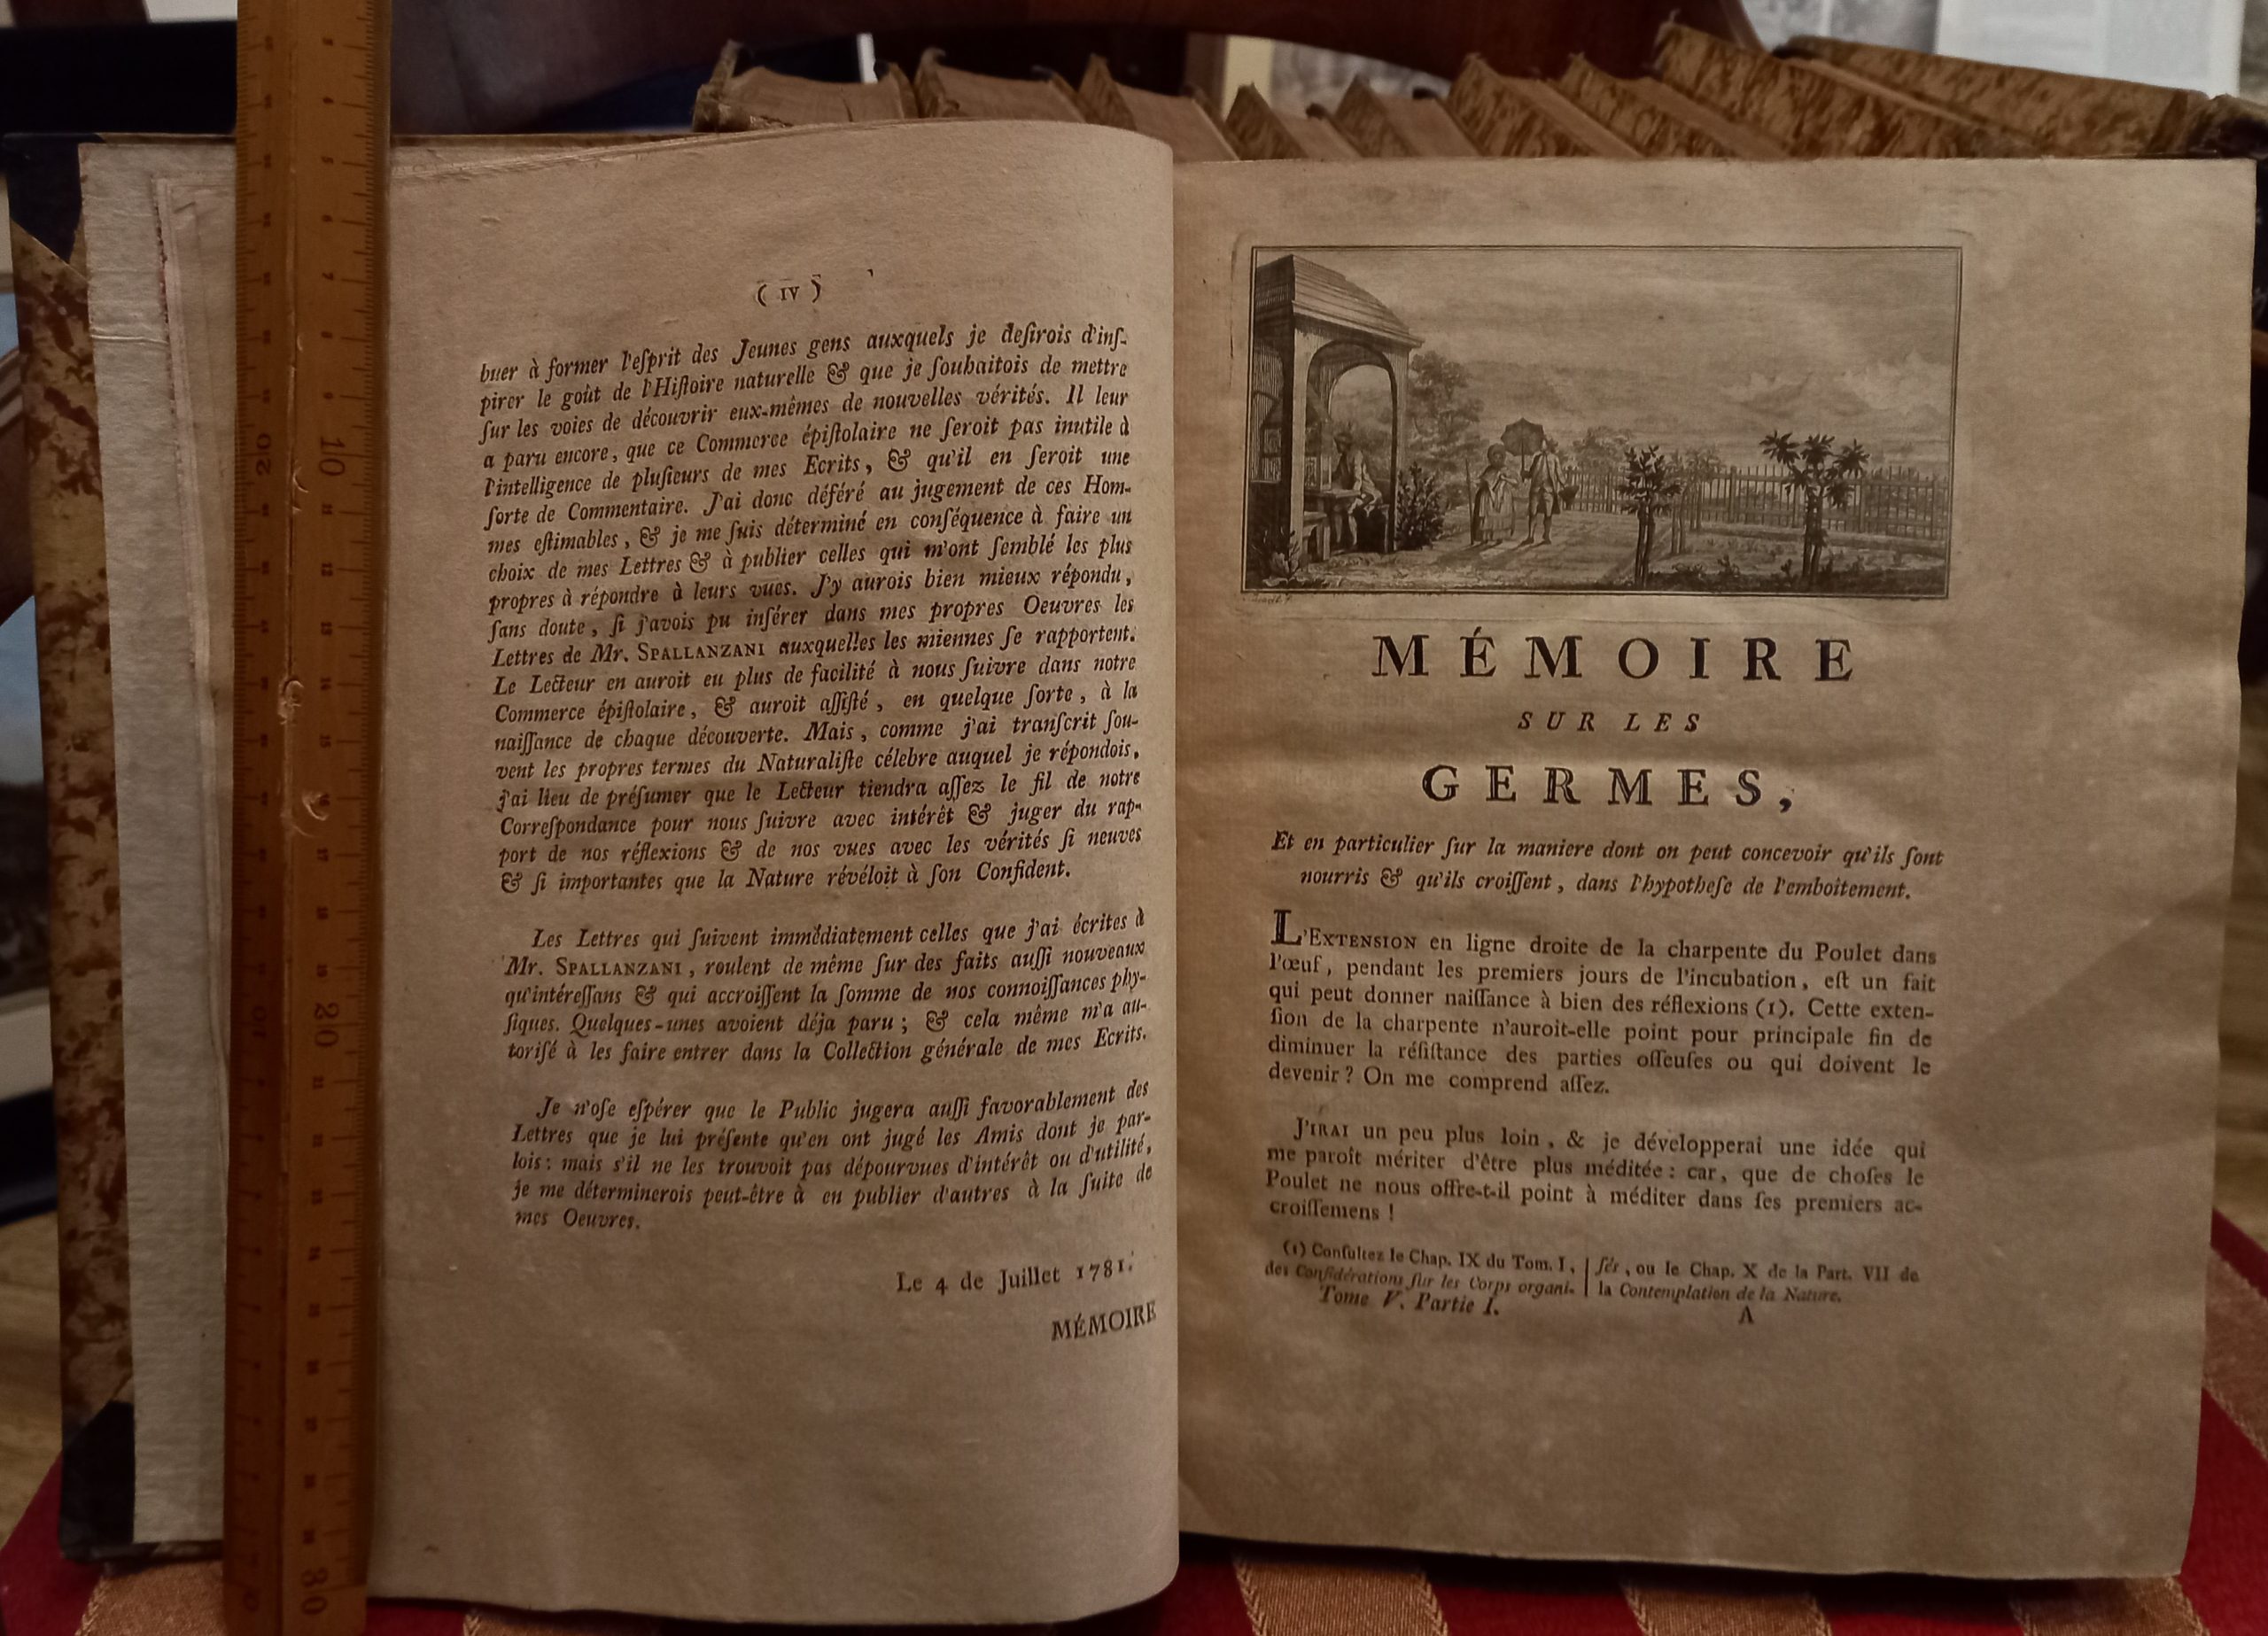 ( IV )
buer à former l'eſprit des Jeunes gens auxquels je deſirois d'inſ-
pirer le goût de l'Hiſtoire naturelle & que je ſouhaitois de mettre
ſur les voies de découvrir eux-mêmes de nouvelles vérités. Il leur
a paru encore, que ce Commerce épiſtolaire ne ſeroit pas inutile à
l'intelligence de pluſieurs de mes Ecrits, & qu'il en ſeroit une
ſorte de Commentaire. J'ai donc déféré au jugement de ces Hom-
mes eſtimables, & je me ſuis déterminé en conſéquence à faire un
choix de mes Lettres & à publier celles qui m'ont ſemblé les plus
propres à répondre à leurs vues. J'y aurois bien mieux répondu,
ſans doute, ſi j'avois pu inſérer dans mes propres Oeuvres les
Lettres de Mr. SPALLANZANI auxquelles les miennes ſe rapportent.
Le Lecteur en auroit eu plus de facilité à nous ſuivre dans notre
Commerce épiſtolaire, & auroit aſſiſté, en quelque ſorte, à la
naiſſance de chaque découverte. Mais, comme j'ai tranſcrit ſou-
vent les propres termes du Naturaliſte célebre auquel je répondois,
j'ai lieu de préſumer que le Lecteur tiendra aſſez le fil de notre
Correſpondance pour nous ſuivre avec intérêt & juger du rap-
port de nos réflexions & de nos vues avec les vérités ſi neuves
& ſi importantes que la Nature révéloit à ſon Confident.
Les Lettres qui ſuivent immédiatement celles que j'ai écrites à
Mr. SPALLANZANI, roulent de même ſur des faits auſſi nouveaux
qu'intéreſſans & qui accroiſſent la ſomme de nos connoiſſances phy-
ſiques. Quelques-unes avoient déja paru; & cela même m'a au-
toriſé à les faire entrer dans la Collection générale de mes Ecrits.
Je n'oſe eſpérer que le Public jugera auſſi favorablement des
Lettres que je lui préſente qu'en ont jugé les Amis dont je par-
lois: mais s'il ne les trouvoit pas dépourvues d'intérêt ou d'utilité,
je me déterminerois peut-être à en publier d'autres à la ſuite de
mes Oeuvres.
Le 4 de Juillet 1781.
MÉMOIRE
MÉMOIRE
SUR LES
GERMES,
Et en particulier ſur la maniere dont on peut concevoir qu'ils ſont
nourris & qu'ils croiſſent, dans l'hypotheſe de l'emboîtement.
L'EXTENSION en ligne droite de la charpente du Poulet dans
l'œuf, pendant les premiers jours de l'incubation, eſt un fait
qui peut donner naiſſance à bien des réflexions (1). Cette exten-
ſion de la charpente n'auroit-elle point pour principale fin de
diminuer la réſiſtance des parties oſſeuſes ou qui doivent le
devenir? On me comprend aſſez.
J'IRAI un peu plus loin, & je développerai une idée qui
me paroît mériter d'être plus méditée: car, que de choſes le
Poulet ne nous offre-t-il point à méditer dans ſes premiers ac-
croiſſemens!
(1) Conſultez le Chap. IX du Tom. I,
des Conſidérations ſur les Corps organi-
ſés, ou le Chap. X de la Part. VII de
la Contemplation de la Nature.
Tome V. Partie I.
A
20
10
10
20
30